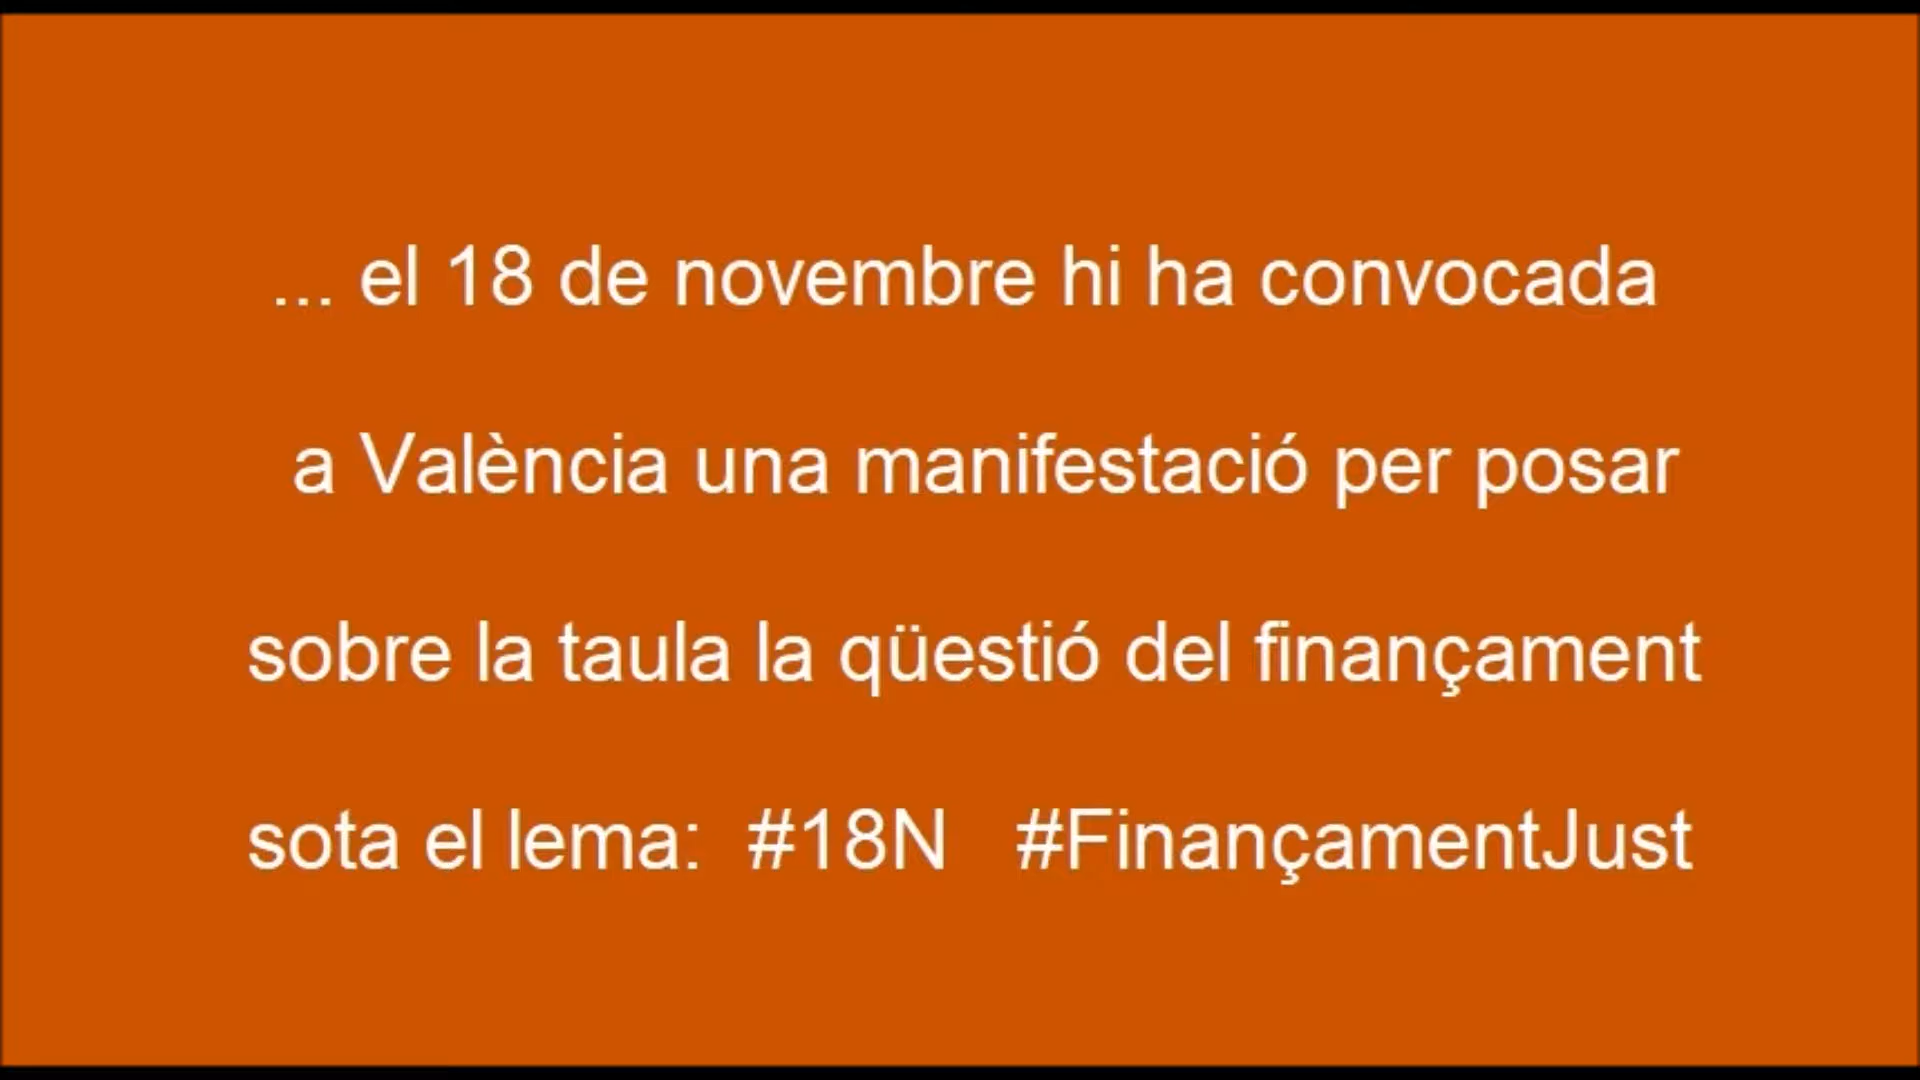 ... el 18 de novembre hi ha convocada
a València una manifestació per posar
sobre la taula la qüestió del finançament
sota el lema: #18N #FinançamentJust